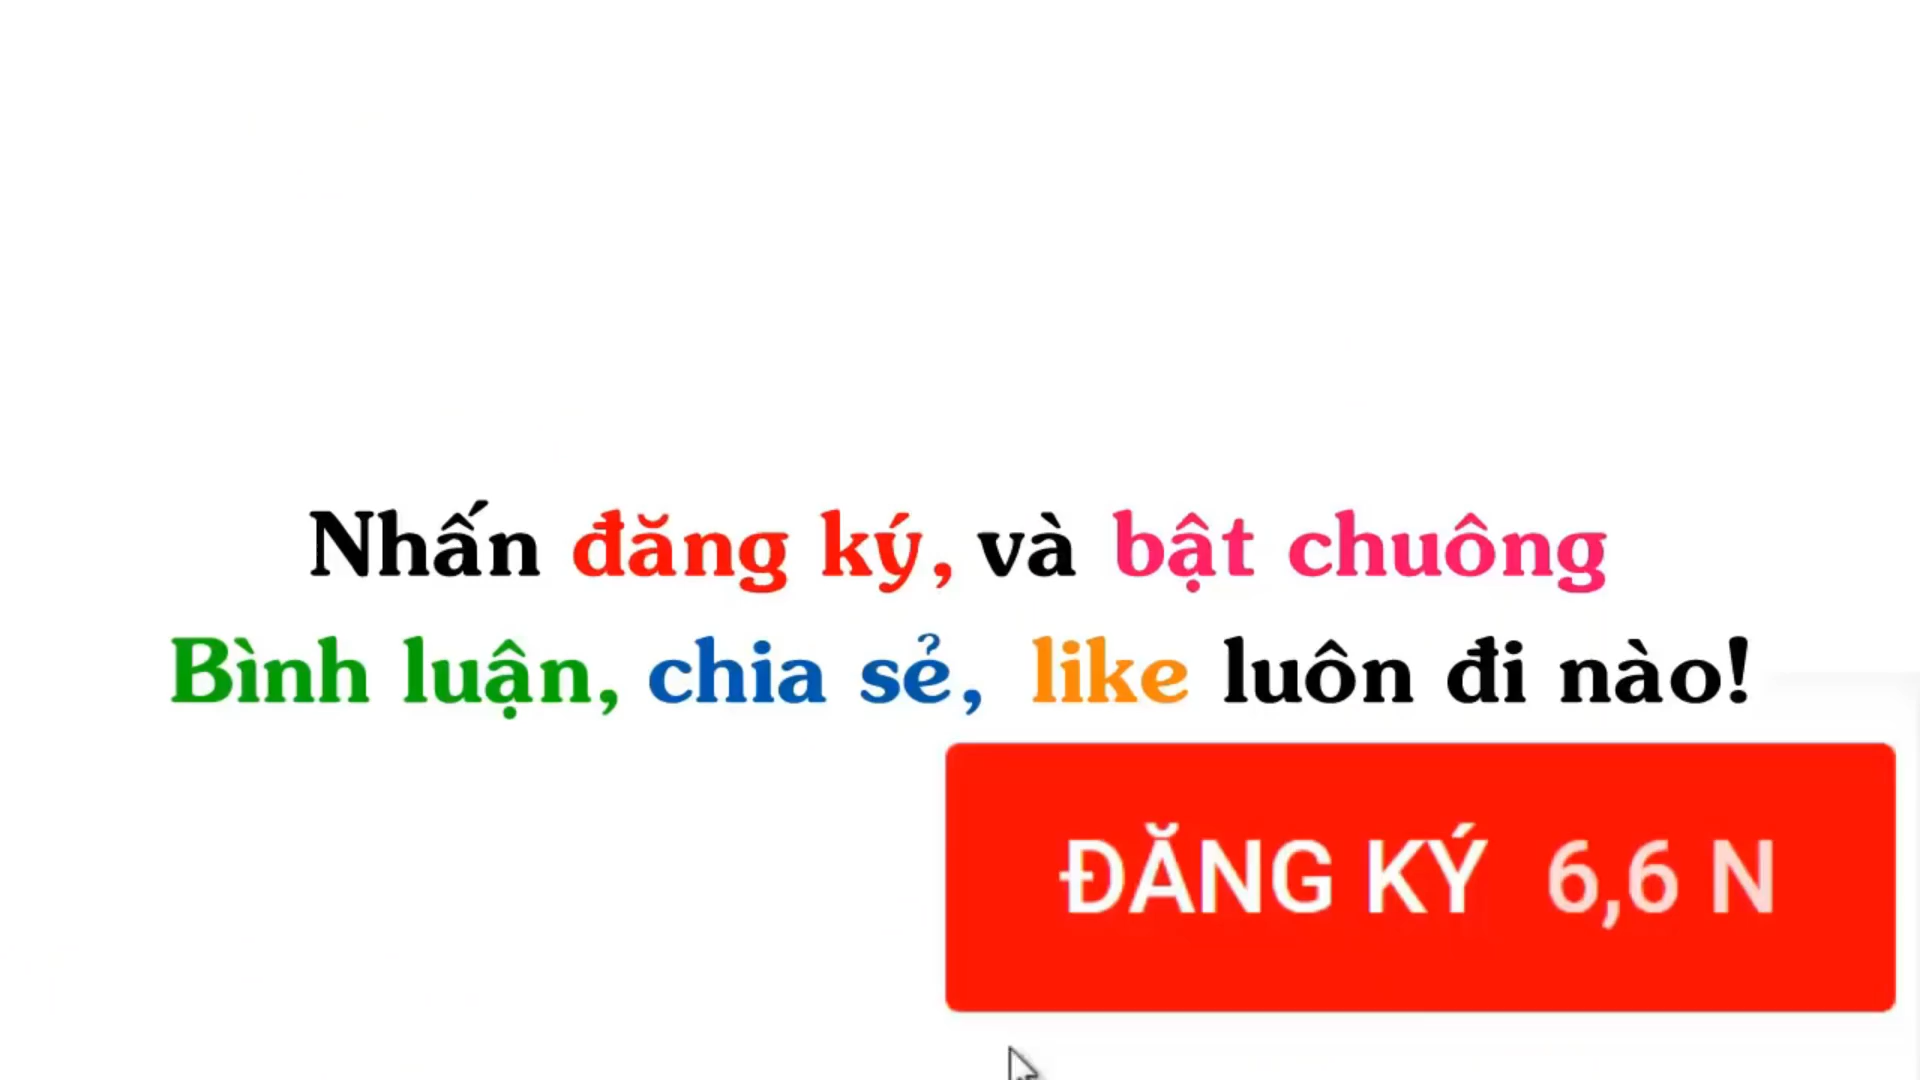 Nhấn đăng ký, và bật chuông
Bình luận, chia sẻ, like luôn đi nào!
ĐĂNG KÝ 6,6 N